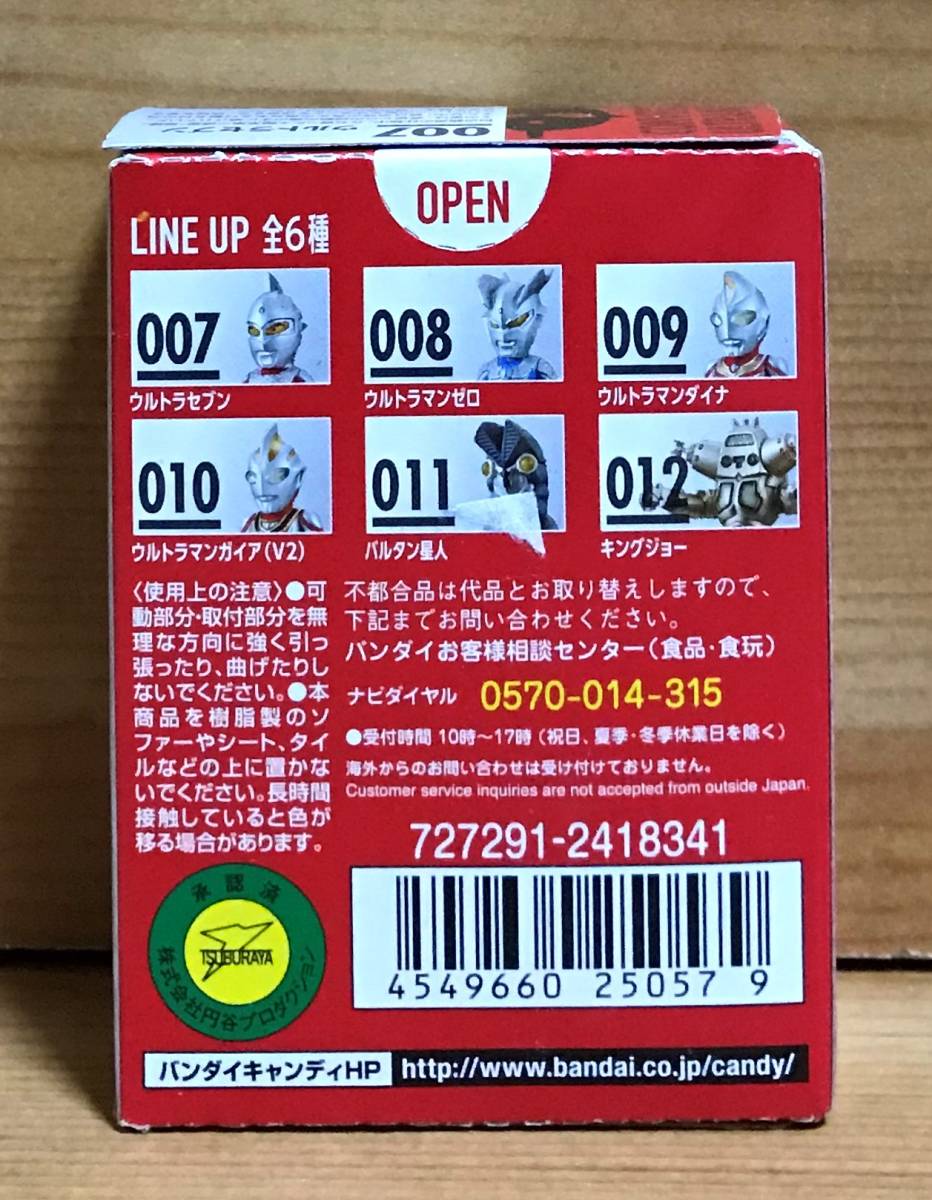 007 ウルトラセブン
OPEN
LINE UP 全6種
007
008
009
ウルトラセブン
ウルトラマンゼロ
ウルトラマンダイナ
010
011
012
ウルトラマンガイア(V2)
バルタン星人
キングジョー
〈使用上の注意〉●可
動部分・取付部分を無
理な方向に強く引っ
張ったり、曲げたりし
ないでください。●本
商品を樹脂製のソ
ファーやシート、タイ
ルなどの上に置かな
いでください。長時間
接触していると色が
移る場合があります。
不都合品は代品とお取り替えしますので、
下記までお問い合わせください。
バンダイお客様相談センター(食品・食玩)
ナビダイヤル 0570-014-315
●受付時間 10時〜17時(祝日、夏季・冬季休業日を除く)
海外からのお問い合わせは受け付けておりません。
Customer service inquiries are not accepted from outside Japan.
727291-2418341
4549660 25057 9
承認済
TSUBURAYA
株式会社円谷プロダクション
バンダイキャンディHP http://www.bandai.co.jp/candy/